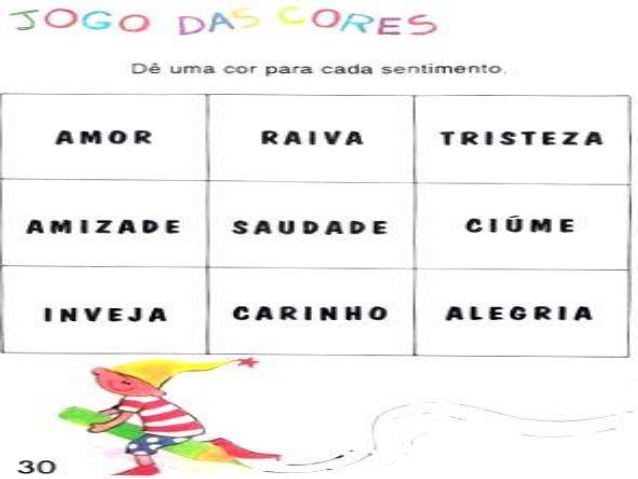 JOGO DAS CORES
Dê uma cor para cada sentimento.
AMOR RAIVA TRISTEZA
AMIZADE SAUDADE CIÚME
INVEJA CARINHO ALEGRIA
30